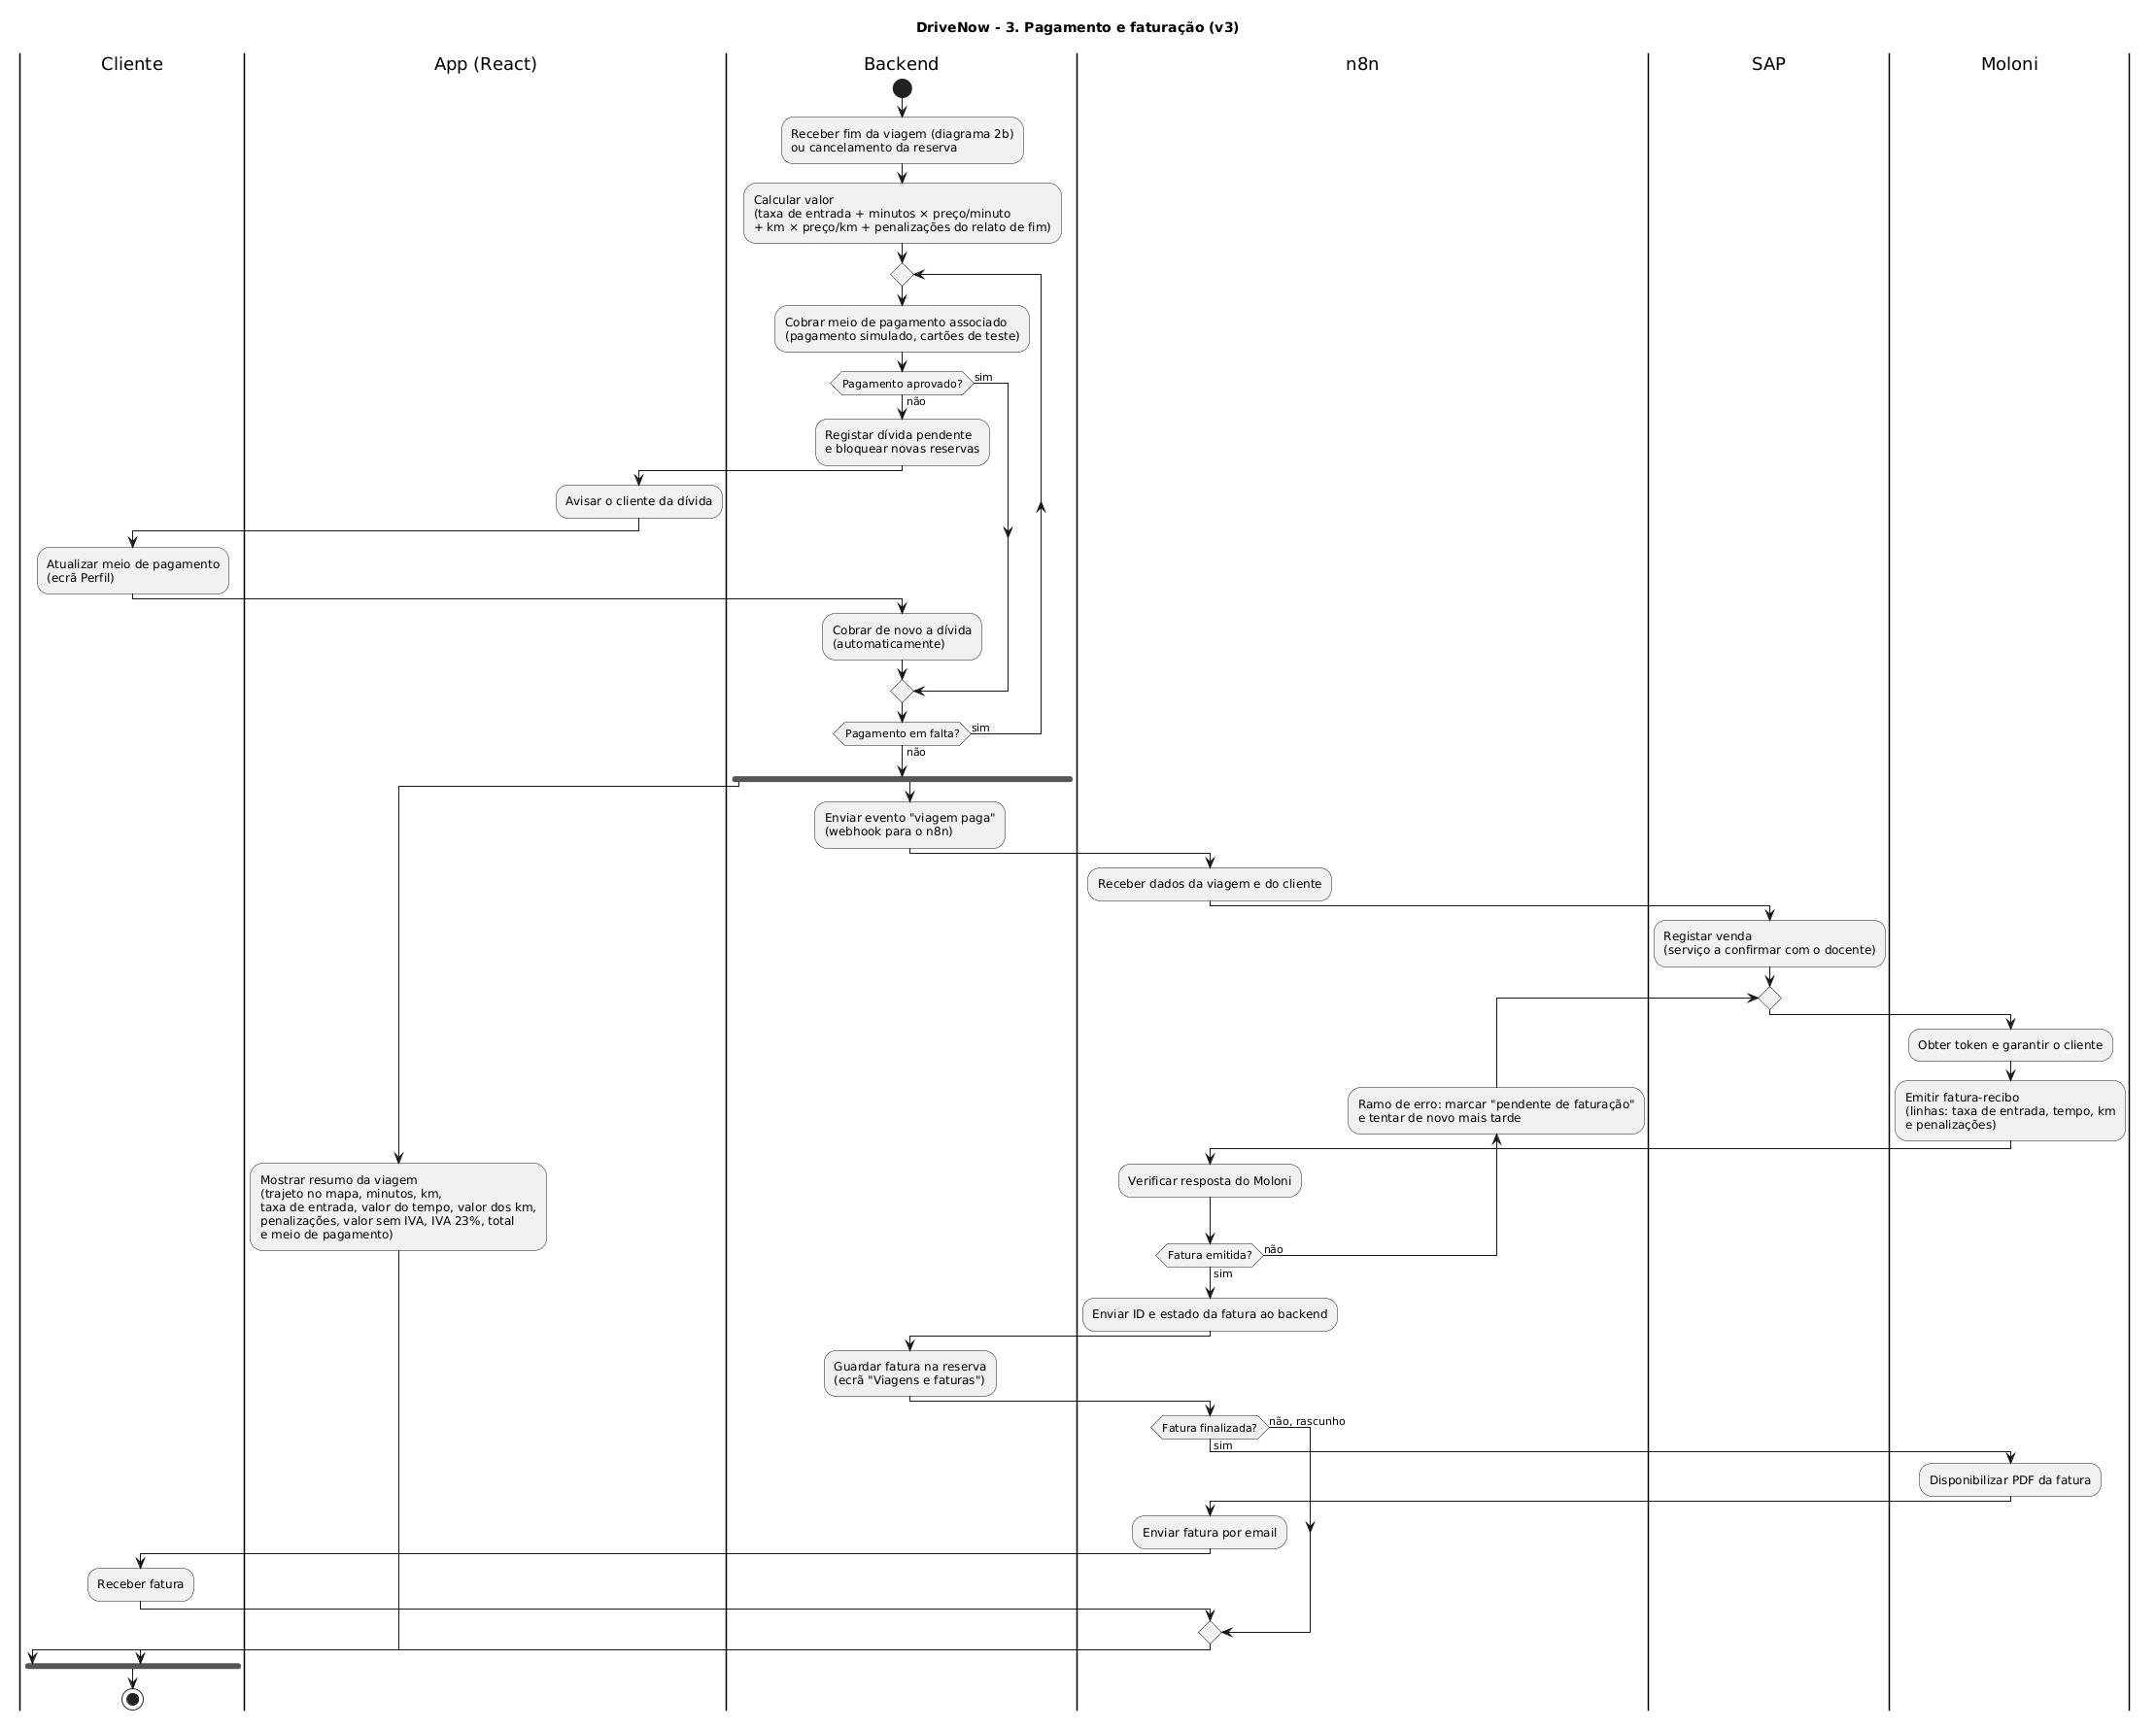 DriveNow - 3. Pagamento e faturação (v3)
Cliente
App (React)
Backend
n8n
SAP
Moloni
Receber fim da viagem (diagrama 2b)
ou cancelamento da reserva
Calcular valor
(taxa de entrada + minutos × preço/minuto
+ km × preço/km + penalizações do relato de fim)
Cobrar meio de pagamento associado
(pagamento simulado, cartões de teste)
Pagamento aprovado?
sim
não
Registar dívida pendente
e bloquear novas reservas
Avisar o cliente da dívida
Atualizar meio de pagamento
(ecrã Perfil)
Cobrar de novo a dívida
(automaticamente)
Pagamento em falta?
sim
não
Enviar evento "viagem paga"
(webhook para o n8n)
Receber dados da viagem e do cliente
Registar venda
(serviço a confirmar com o docente)
Obter token e garantir o cliente
Ramo de erro: marcar "pendente de faturação"
e tentar de novo mais tarde
Emitir fatura-recibo
(linhas: taxa de entrada, tempo, km
e penalizações)
Mostrar resumo da viagem
(trajeto no mapa, minutos, km,
taxa de entrada, valor do tempo, valor dos km,
penalizações, valor sem IVA, IVA 23%, total
e meio de pagamento)
Verificar resposta do Moloni
Fatura emitida?
não
sim
Enviar ID e estado da fatura ao backend
Guardar fatura na reserva
(ecrã "Viagens e faturas")
Fatura finalizada?
não, rascunho
sim
Disponibilizar PDF da fatura
Enviar fatura por email
Receber fatura